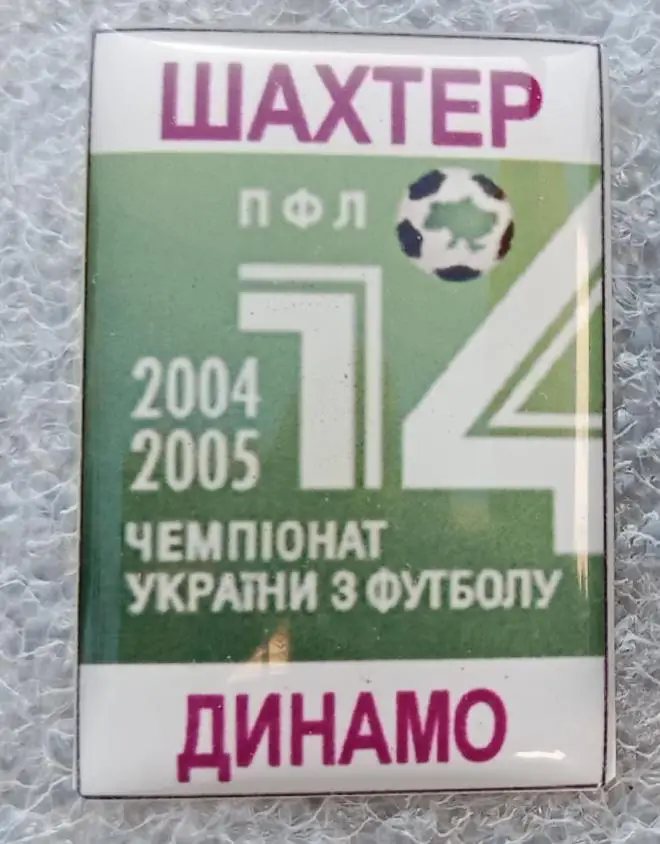 ШАХТЕР
ПФЛ
14
2004
2005
ЧЕМПІОНАТ
УКРАЇНИ З ФУТБОЛУ
ДИНАМО